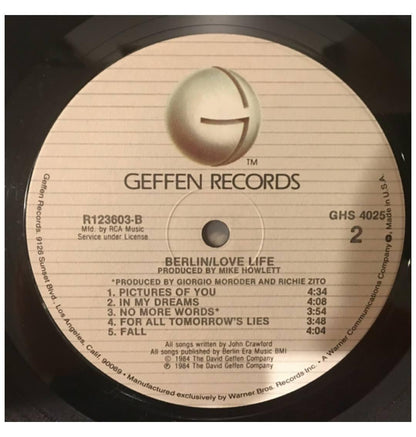 G
TM
GEFFEN RECORDS
R123603-B
Mfd. by RCA Music
Service under License
GHS 4025
2
BERLIN/LOVE LIFE
PRODUCED BY MIKE HOWLETT
*PRODUCED BY GIORGIO MORODER AND RICHIE ZITO
1. PICTURES OF YOU 4:34
2. IN MY DREAMS 4:08
3. NO MORE WORDS* 3:54
4. FOR ALL TOMORROW'S LIES 3:48
5. FALL 4:04
All songs written by John Crawford
All songs published by Berlin Era Music BMI
© 1984 The David Geffen Company
℗ 1984 The David Geffen Company
Geffen Records, 9126 Sunset Blvd., Los Angeles, Calif. 90069 • Manufactured exclusively by Warner Bros. Records Inc., A Warner Communications Company • Made in U.S.A.